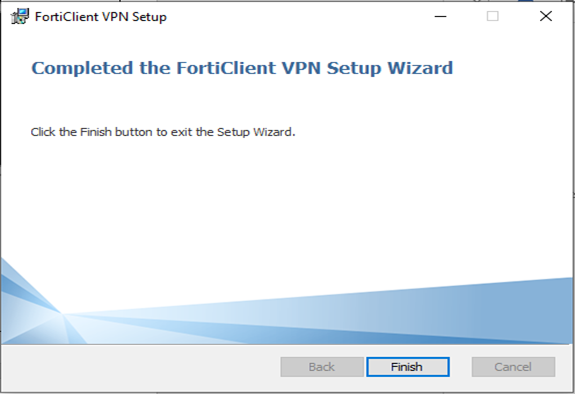 FortiClient VPN Setup
Completed the FortiClient VPN Setup Wizard
Click the Finish button to exit the Setup Wizard.
Back Finish Cancel